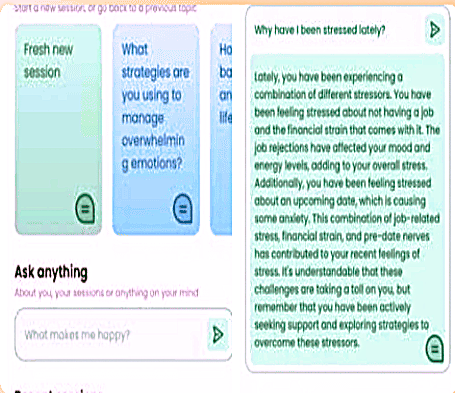 Start a new session, or go back to a previous topic
Fresh new
session
What
strategies are
you using to
manage
overwhelmin
g emotions?
Ho
ba
an
life
Ask anything
About you, your sessions or anything on your mind
What makes me happy?
Why have I been stressed lately?
Lately, you have been experiencing a
combination of different stressors. You have
been feeling stressed about not having a job
and the financial strain that comes with it. The
job rejections have affected your mood and
energy levels, adding to your overall stress.
Additionally, you have been feeling stressed
about an upcoming date, which is causing
some anxiety. This combination of job-related
stress, financial strain, and pre-date nerves
has contributed to your recent feelings of
stress. It's understandable that these
challenges are taking a toll on you, but
remember that you have been actively
seeking support and exploring strategies to
overcome these stressors.